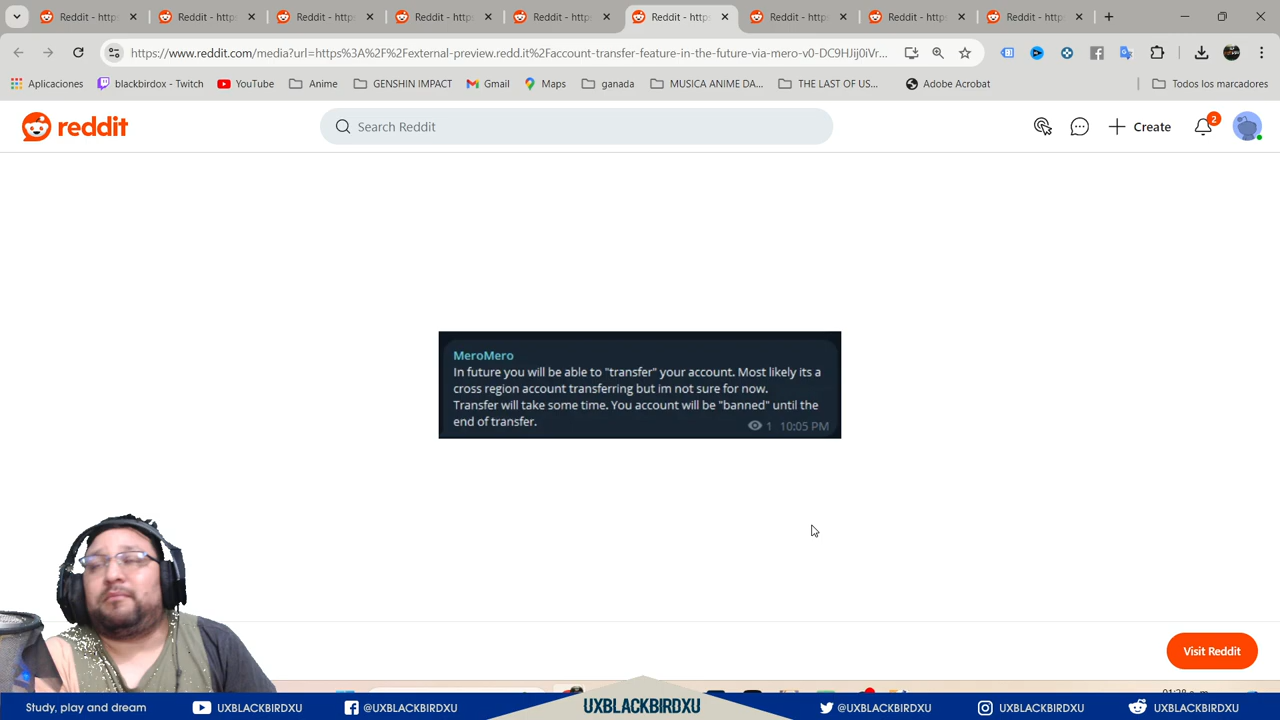 Reddit - http
Reddit - http
Reddit - https
Reddit - http
Reddit - https
Reddit - https
Reddit - https
Reddit - http
Reddit - http
https://www.reddit.com/media?url=https%3A%2F%2Fexternal-preview.redd.it%2Faccount-transfer-feature-in-the-future-via-mero-v0-DC9HJij0iVr...
Aplicaciones
blackbirdox - Twitch
YouTube
Anime
GENSHIN IMPACT
Gmail
Maps
ganada
MUSICA ANIME DA...
THE LAST OF US...
Adobe Acrobat
Todos los marcadores
reddit
Search Reddit
Create
2
MeroMero
In future you will be able to "transfer" your account. Most likely its a
cross region account transferring but im not sure for now.
Transfer will take some time. You account will be "banned" until the
end of transfer.
1 10:05 PM
Visit Reddit
Study, play and dream
UXBLACKBIRDXU
@UXBLACKBIRDXU
UXBLACKBIRDXU
@UXBLACKBIRDXU
UXBLACKBIRDXU
UXBLACKBIRDXU